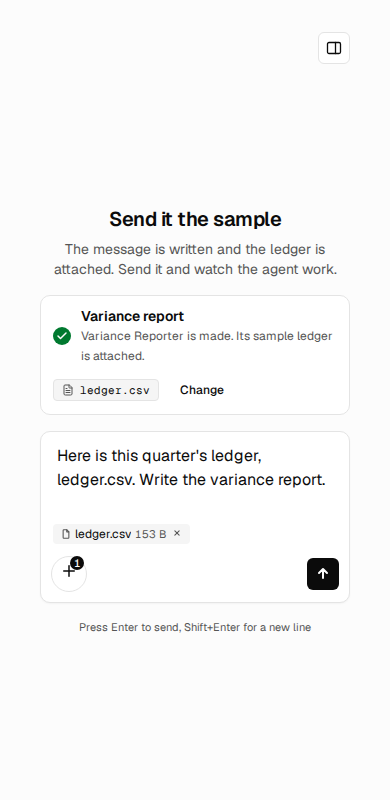 Send it the sample
The message is written and the ledger is
attached. Send it and watch the agent work.
Variance report
Variance Reporter is made. Its sample ledger
is attached.
ledger.csv
Change
Here is this quarter's ledger,
ledger.csv. Write the variance report.
ledger.csv 153 B ×
1
Press Enter to send, Shift+Enter for a new line